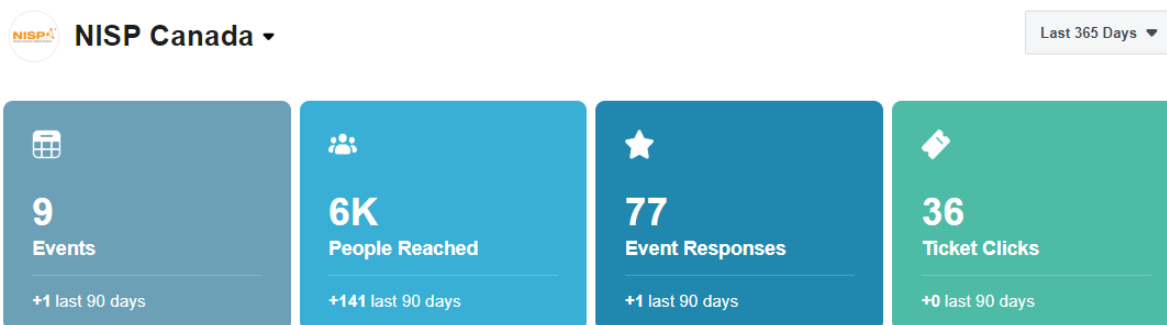 NISP
NISP Canada
Last 365 Days
9
Events
+1 last 90 days
6K
People Reached
+141 last 90 days
77
Event Responses
+1 last 90 days
36
Ticket Clicks
+0 last 90 days